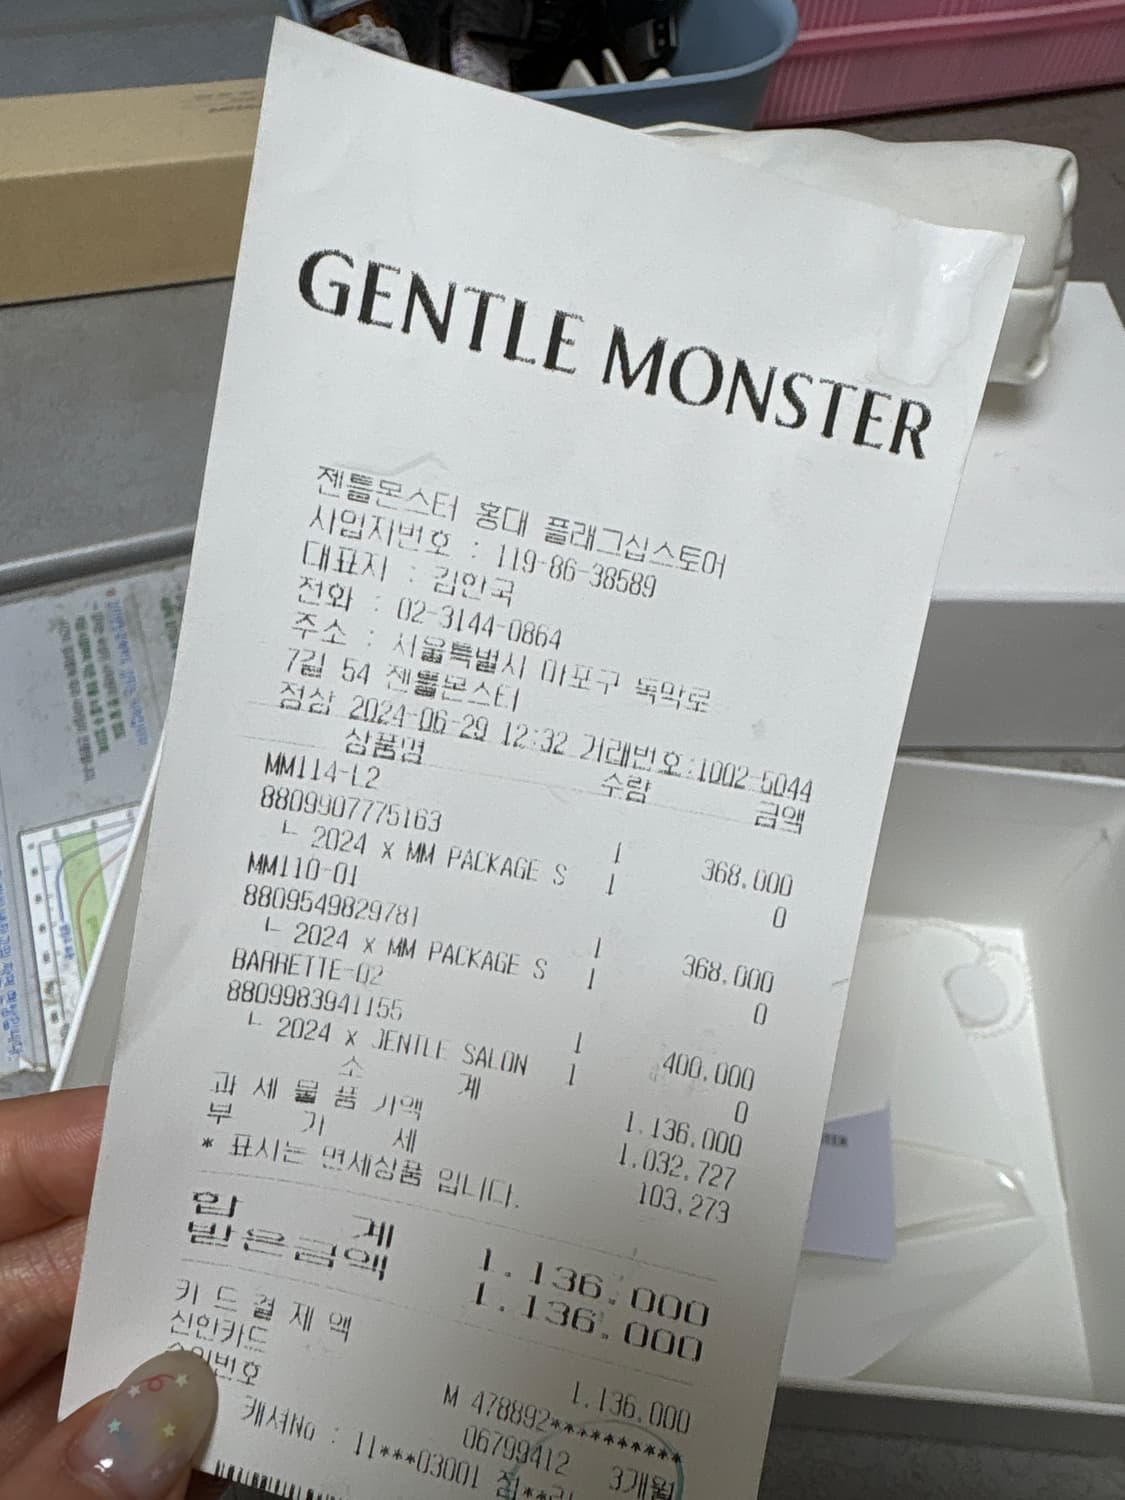 GENTLE MONSTER
젠틀몬스터 홍대 플래그십스토어
사업자번호 : 119-86-38589
대표자 : 김한국
전화 : 02-3144-0864
주소 : 서울특별시 마포구 독막로
7길 54 젠틀몬스터
정상 2024-06-29 12:32 거래번호:1002-5044
상품명 수량 금액
MM114-L2
8809907775163 1 368,000
ㄴ 2024 x MM PACKAGE S 1 0
MM110-01
8809549829781 1 368,000
ㄴ 2024 x MM PACKAGE S 1 0
BARRETTE-02
8809983941155 1 400,000
ㄴ 2024 x JENTLE SALON 1 0
소 계 1,136,000
과 세 물 품 가액 1,032,727
부 가 세 103,273
* 표시는 면세상품 입니다.
합 계 1,136,000
받은금액 1,136,000
카 드 결 제 액 1,136,000
신한카드 M 478892**********
승인번호 06799412 3개월
캐셔No : 11***03001 점**